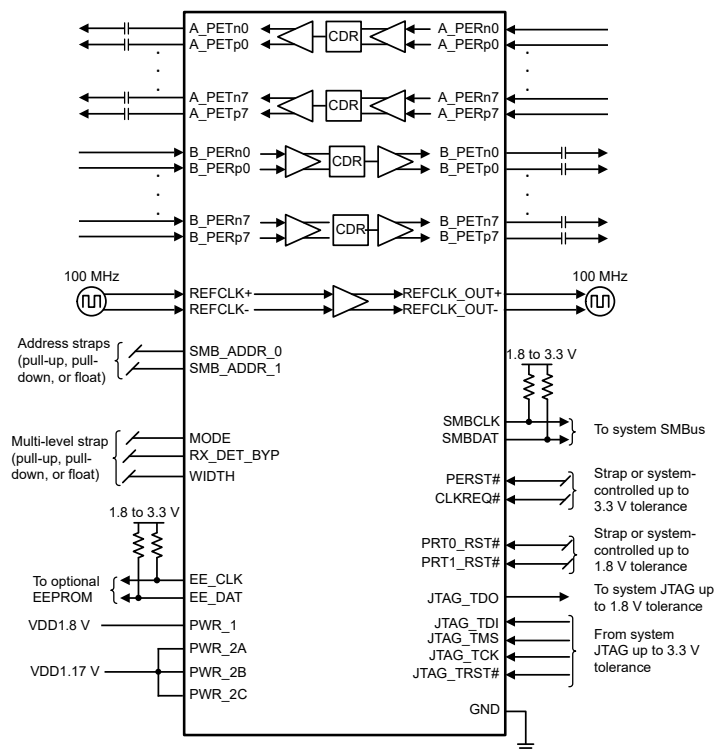 A_PETn0 CDR A_PERn0
A_PETp0 A_PERp0
A_PETn7 CDR A_PERn7
A_PETp7 A_PERp7
B_PERn0 CDR B_PETn0
B_PERp0 B_PETp0
B_PERn7 CDR B_PETn7
B_PERp7 B_PETp7
100 MHz
REFCLK+
REFCLK-
REFCLK_OUT+
REFCLK_OUT-
100 MHz
Address straps
(pull-up, pull-
down, or float)
SMB_ADDR_0
SMB_ADDR_1
1.8 to 3.3 V
SMBCLK
SMBDAT
To system SMBus
Multi-level strap
(pull-up, pull-
down, or float)
MODE
RX_DET_BYP
WIDTH
PERST#
CLKREQ#
Strap or system-
controlled up to
3.3 V tolerance
1.8 to 3.3 V
PRT0_RST#
PRT1_RST#
Strap or system-
controlled up to
1.8 V tolerance
To optional
EEPROM
EE_CLK
EE_DAT
JTAG_TDO
To system JTAG up
to 1.8 V tolerance
VDD1.8 V
PWR_1
VDD1.17 V
PWR_2A
PWR_2B
PWR_2C
JTAG_TDI
JTAG_TMS
JTAG_TCK
JTAG_TRST#
From system
JTAG up to 3.3 V
tolerance
GND